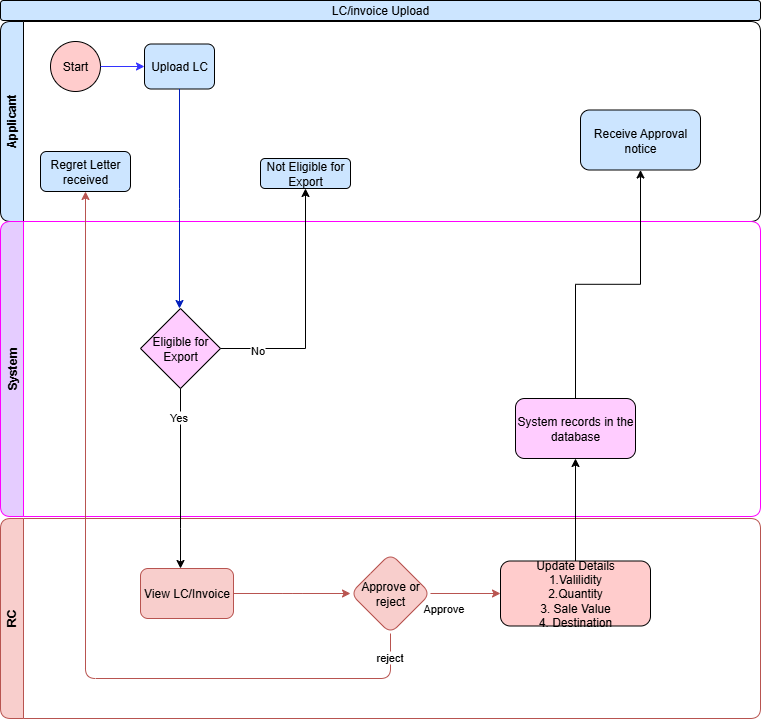 LC/invoice Upload
Applicant
Start
Upload LC
Receive Approval
notice
Regret Letter
received
Not Eligible for
Export
System
Eligible for
Export
No
Yes
System records in the
database
RC
View LC/Invoice
Approve or
reject
Approve
reject
Update Details
1.Valilidity
2.Quantity
3. Sale Value
4. Destination